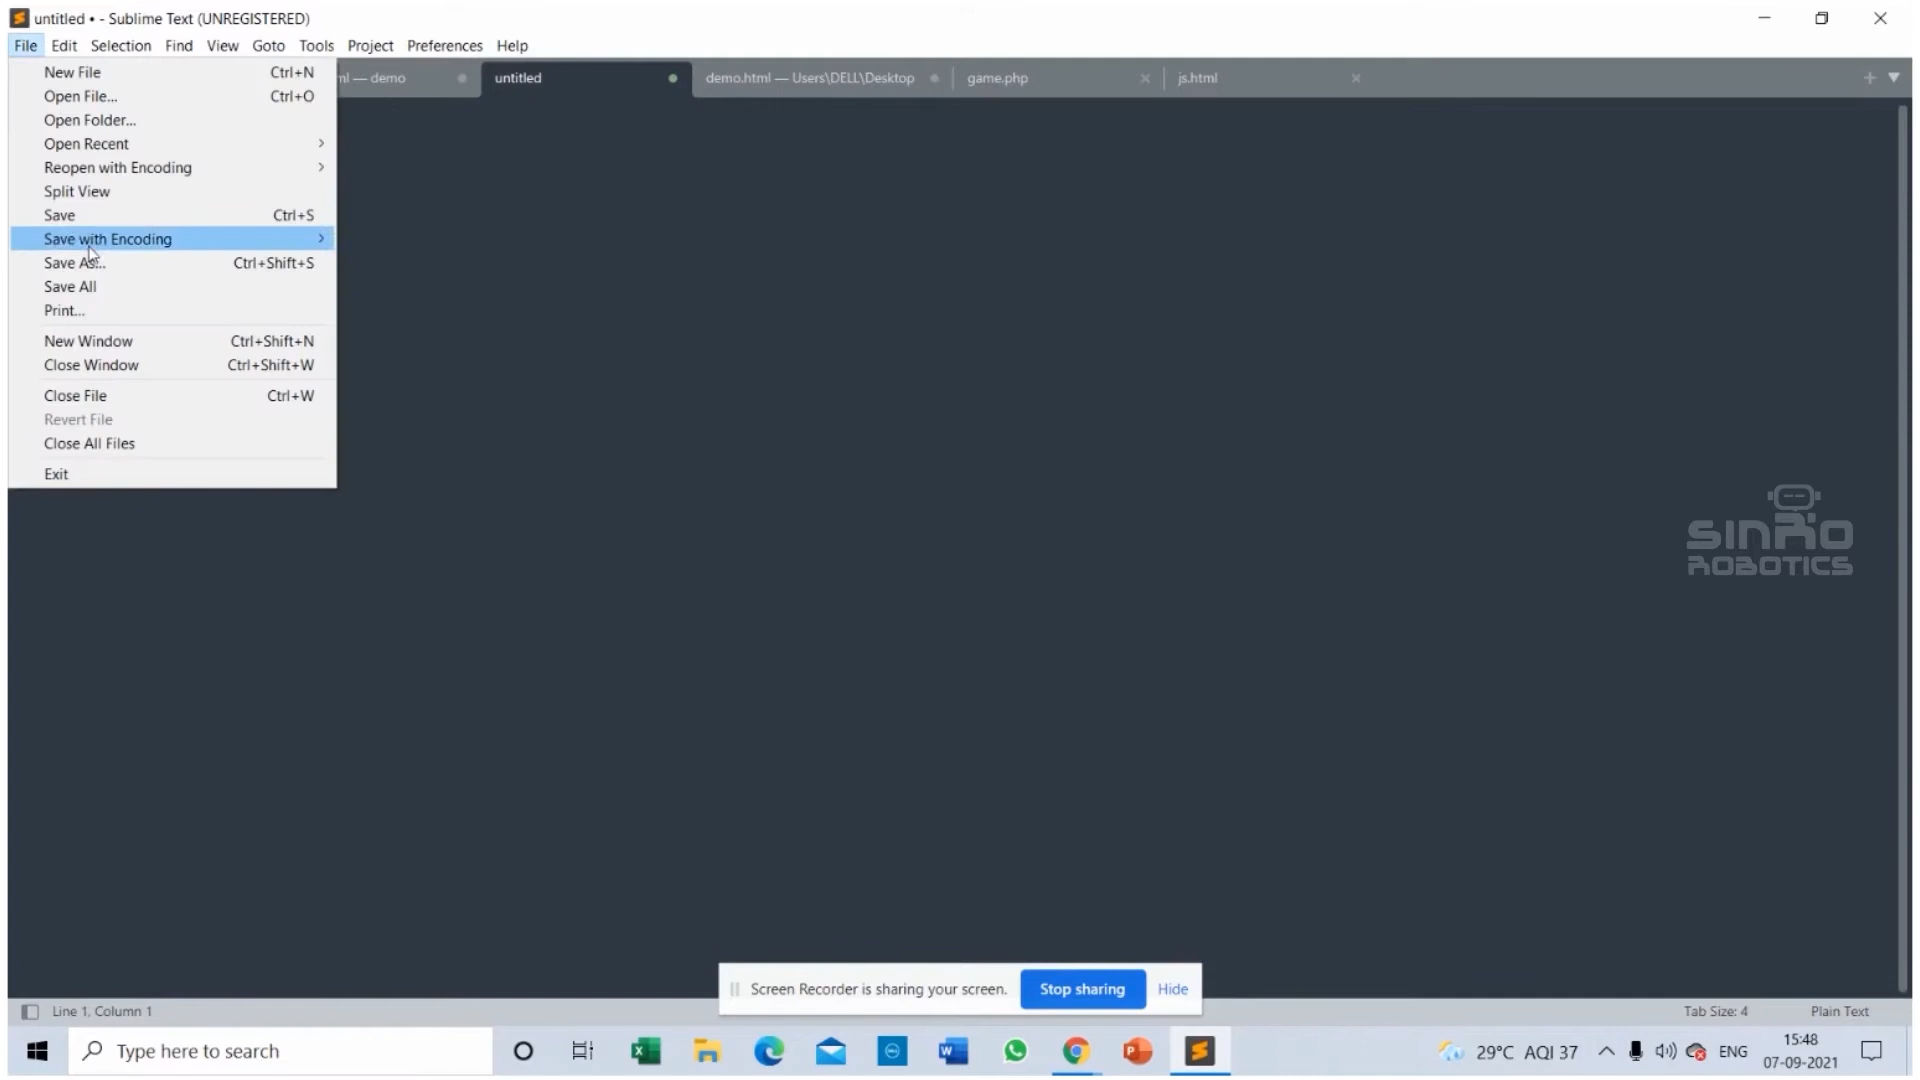 untitled • - Sublime Text (UNREGISTERED)
File Edit Selection Find View Goto Tools Project Preferences Help
ml — demo
untitled
demo.html — Users\DELL\Desktop
game.php
js.html
New File Ctrl+N
Open File... Ctrl+O
Open Folder...
Open Recent
Reopen with Encoding
Split View
Save Ctrl+S
Save with Encoding
Save As... Ctrl+Shift+S
Save All
Print...
New Window Ctrl+Shift+N
Close Window Ctrl+Shift+W
Close File Ctrl+W
Revert File
Close All Files
Exit
SINRO
ROBOTICS
Screen Recorder is sharing your screen. Stop sharing Hide
Line 1, Column 1 Tab Size: 4 Plain Text
Type here to search
29°C AQI 37 ENG
15:48
07-09-2021